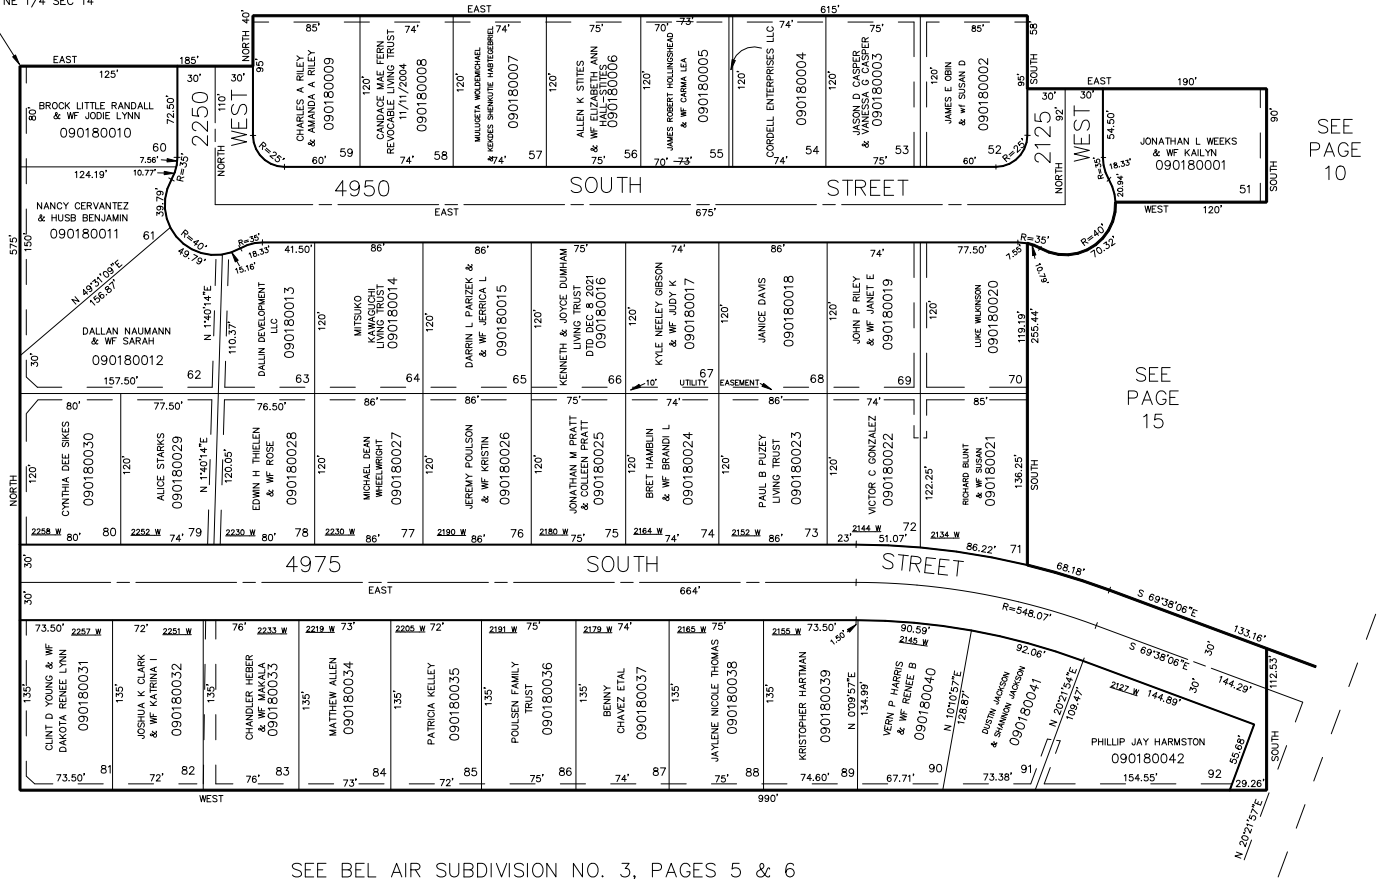 NE 1/4 SEC 14
EAST
615'
EAST
185'
125'
NORTH 40'
95'
30' 30'
110'
2250
WEST
NORTH
80'
BROCK LITTLE RANDALL
& WF JODIE LYNN
090180010
72.50'
60
7.56'
10.77'
R=35'
124.19'
39.79'
NANCY CERVANTEZ
& HUSB BENJAMIN
090180011
61
575'
150'
R=40'
49.79'
R=35'
18.33'
15.16'
N 49°31'09"E
156.87'
DALLAN NAUMANN
& WF SARAH
090180012
30'
157.50'
62
N 1°40'14"E
110.37'
85'
CHARLES A RILEY
& AMANDA A RILEY
090180009
R=25'
60'
59
74'
120'
CANDACE MAE FERN
REVOCABLE LIVING TRUST
11/11/2004
090180008
74'
58
74'
120'
MULUGETA WOLDEMICHAEL
& KEKOES SHENKUTIE HABTEGEBRIEL
090180007
74'
57
75'
120'
ALLEN K STITES
& WF ELIZABETH ANN
HALL-STITES
090180006
75'
56
70' 73'
120'
JAMES ROBERT HOLLINGSHEAD
& WF CARMA LEA
090180005
70' 73'
55
74'
120'
CORDELL ENTERPRISES LLC
090180004
74'
54
75'
120'
JASON D CASPER
& VANESSA G CASPER
090180003
75'
53
85'
120'
JAMES E OBIN
& wf SUSAN D
090180002
60'
52
R=25'
95'
58'
SOUTH
EAST
190'
30' 30'
92'
2125
WEST
NORTH
54.50'
JONATHAN L WEEKS
& WF KAILYN
090180001
51
90'
SOUTH
R=35'
18.33'
20.94'
WEST
120'
R=40'
70.32'
SEE
PAGE
10
4950 SOUTH STREET
EAST
675'
41.50'
DALLIN DEVELOPMENT
LLC
090180013
63
86'
120'
MITSUKO
KAWAGUCHI
LIVING TRUST
090180014
64
86'
120'
DARRIN L PARIZEK &
& WF JERRICA L
090180015
65
75'
120'
KENNETH & JOYCE DUMHAM
LIVING TRUST
DTD DEC 8 2021
090180016
66
74'
120'
KYLE NEELEY GIBSON
& WF JUDY K
090180017
67
10' UTILITY EASEMENT
86'
120'
JANICE DAVIS
090180018
68
74'
120'
JOHN P RILEY
& WF JANET E
090180019
69
77.50'
120'
LUKE WILKINSON
090180020
70
R=35'
7.55'
10.79'
119.19'
255.44'
SEE
PAGE
15
NORTH
80'
120'
CYNTHIA DEE SIKES
090180030
2258 W
80'
80
77.50'
120'
ALICE STARKS
090180029
2252 W
74'
79
N 1°40'14"E
120.05'
76.50'
EDWIN H THIELEN
& WF ROSE
090180028
2230 W
80'
78
86'
120'
MICHAEL DEAN
WHEELWRIGHT
090180027
2230 W
86'
77
86'
120'
JEREMY POULSON
& WF KRISTIN
090180026
2190 W
86'
76
75'
120'
JONATHAN M PRATT
& COLLEEN PRATT
090180025
2180 W
75'
75
74'
120'
BRET HAMBLIN
& WF BRANDI L
090180024
2164 W
74'
74
86'
120'
PAUL B PUZEY
LIVING TRUST
090180023
2152 W
86'
73
74'
120'
VICTOR C GONZALEZ
090180022
2144 W
23' 51.07'
72
85'
122.25'
RICHARD BLUNT
& WF SUSAN
090180021
2134 W
86.22'
71
136.25'
SOUTH
30'
30'
4975 SOUTH STREET
EAST
664'
68.18'
S 69°38'06"E
133.16'
R=548.07'
S 69°38'06"E
30'
30'
144.29'
112.53'
73.50'
2257 W
135'
CLINT D YOUNG & WF
DAKOTA RENEE LYNN
090180031
73.50'
81
72'
2251 W
135'
JOSHUA K CLARK
& WF KATRINA I
090180032
72'
82
76'
2233 W
135'
CHANDLER HEBER
& WF MAKALA
090180033
76'
83
2219 W
73'
135'
MATTHEW ALLEN
090180034
73'
84
2205 W
72'
135'
PATRICIA KELLEY
090180035
72'
85
2191 W
75'
135'
POULSEN FAMILY
TRUST
090180036
75'
86
2179 W
74'
135'
BENNY
CHAVEZ ETAL
090180037
74'
87
2165 W
75'
135'
JAYLENE NICOLE THOMAS
090180038
75'
88
2155 W
73.50'
135'
KRISTOPHER HARTMAN
090180039
74.60'
89
1.50'
N 0°09'57"E
134.99'
90.59'
2145 W
VERN P HARRIS
& WF RENEE B
090180040
67.71'
90
N 10°10'57"E
128.87'
92.06'
DUSTIN JACKSON
& SHANNON JACKSON
090180041
73.38'
91
N 20°21'54"E
109.47'
2127 W
144.89'
PHILLIP JAY HARMSTON
090180042
154.55'
92
55.68'
29.26'
SOUTH
N 20°21'57"E
WEST
990'
SEE BEL AIR SUBDIVISION NO. 3, PAGES 5 & 6